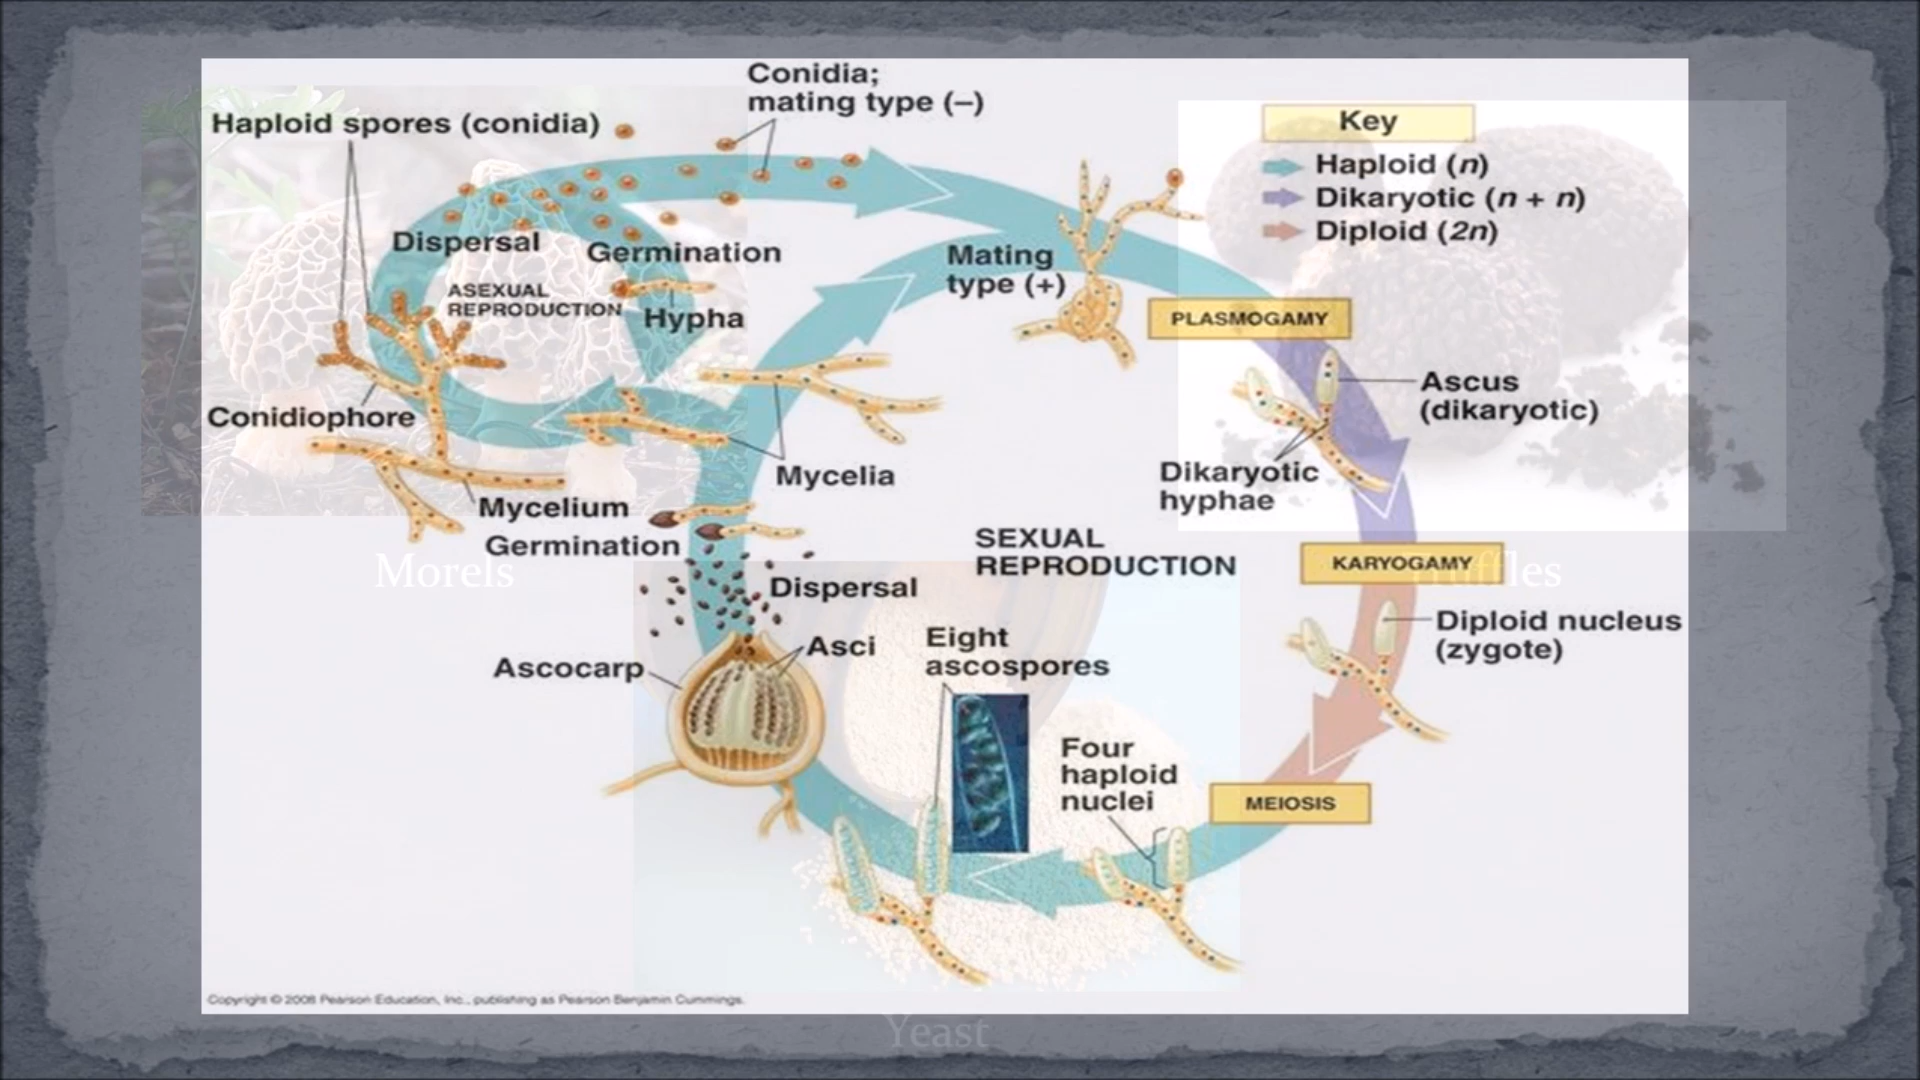 Conidia;
mating type (–)
Haploid spores (conidia)
Key
Haploid (n)
Dikaryotic (n + n)
Diploid (2n)
Dispersal
Germination
ASEXUAL
REPRODUCTION
Hypha
Mating
type (+)
PLASMOGAMY
Conidiophore
Ascus
(dikaryotic)
Mycelia
Dikaryotic
hyphae
Mycelium
Germination
SEXUAL
REPRODUCTION
KARYOGAMY
Morels
Dispersal
Diploid nucleus
(zygote)
Ascocarp
Asci
Eight
ascospores
Four
haploid
nuclei
MEIOSIS
Copyright © 2008 Pearson Education, Inc., publishing as Pearson Benjamin Cummings.
Yeast